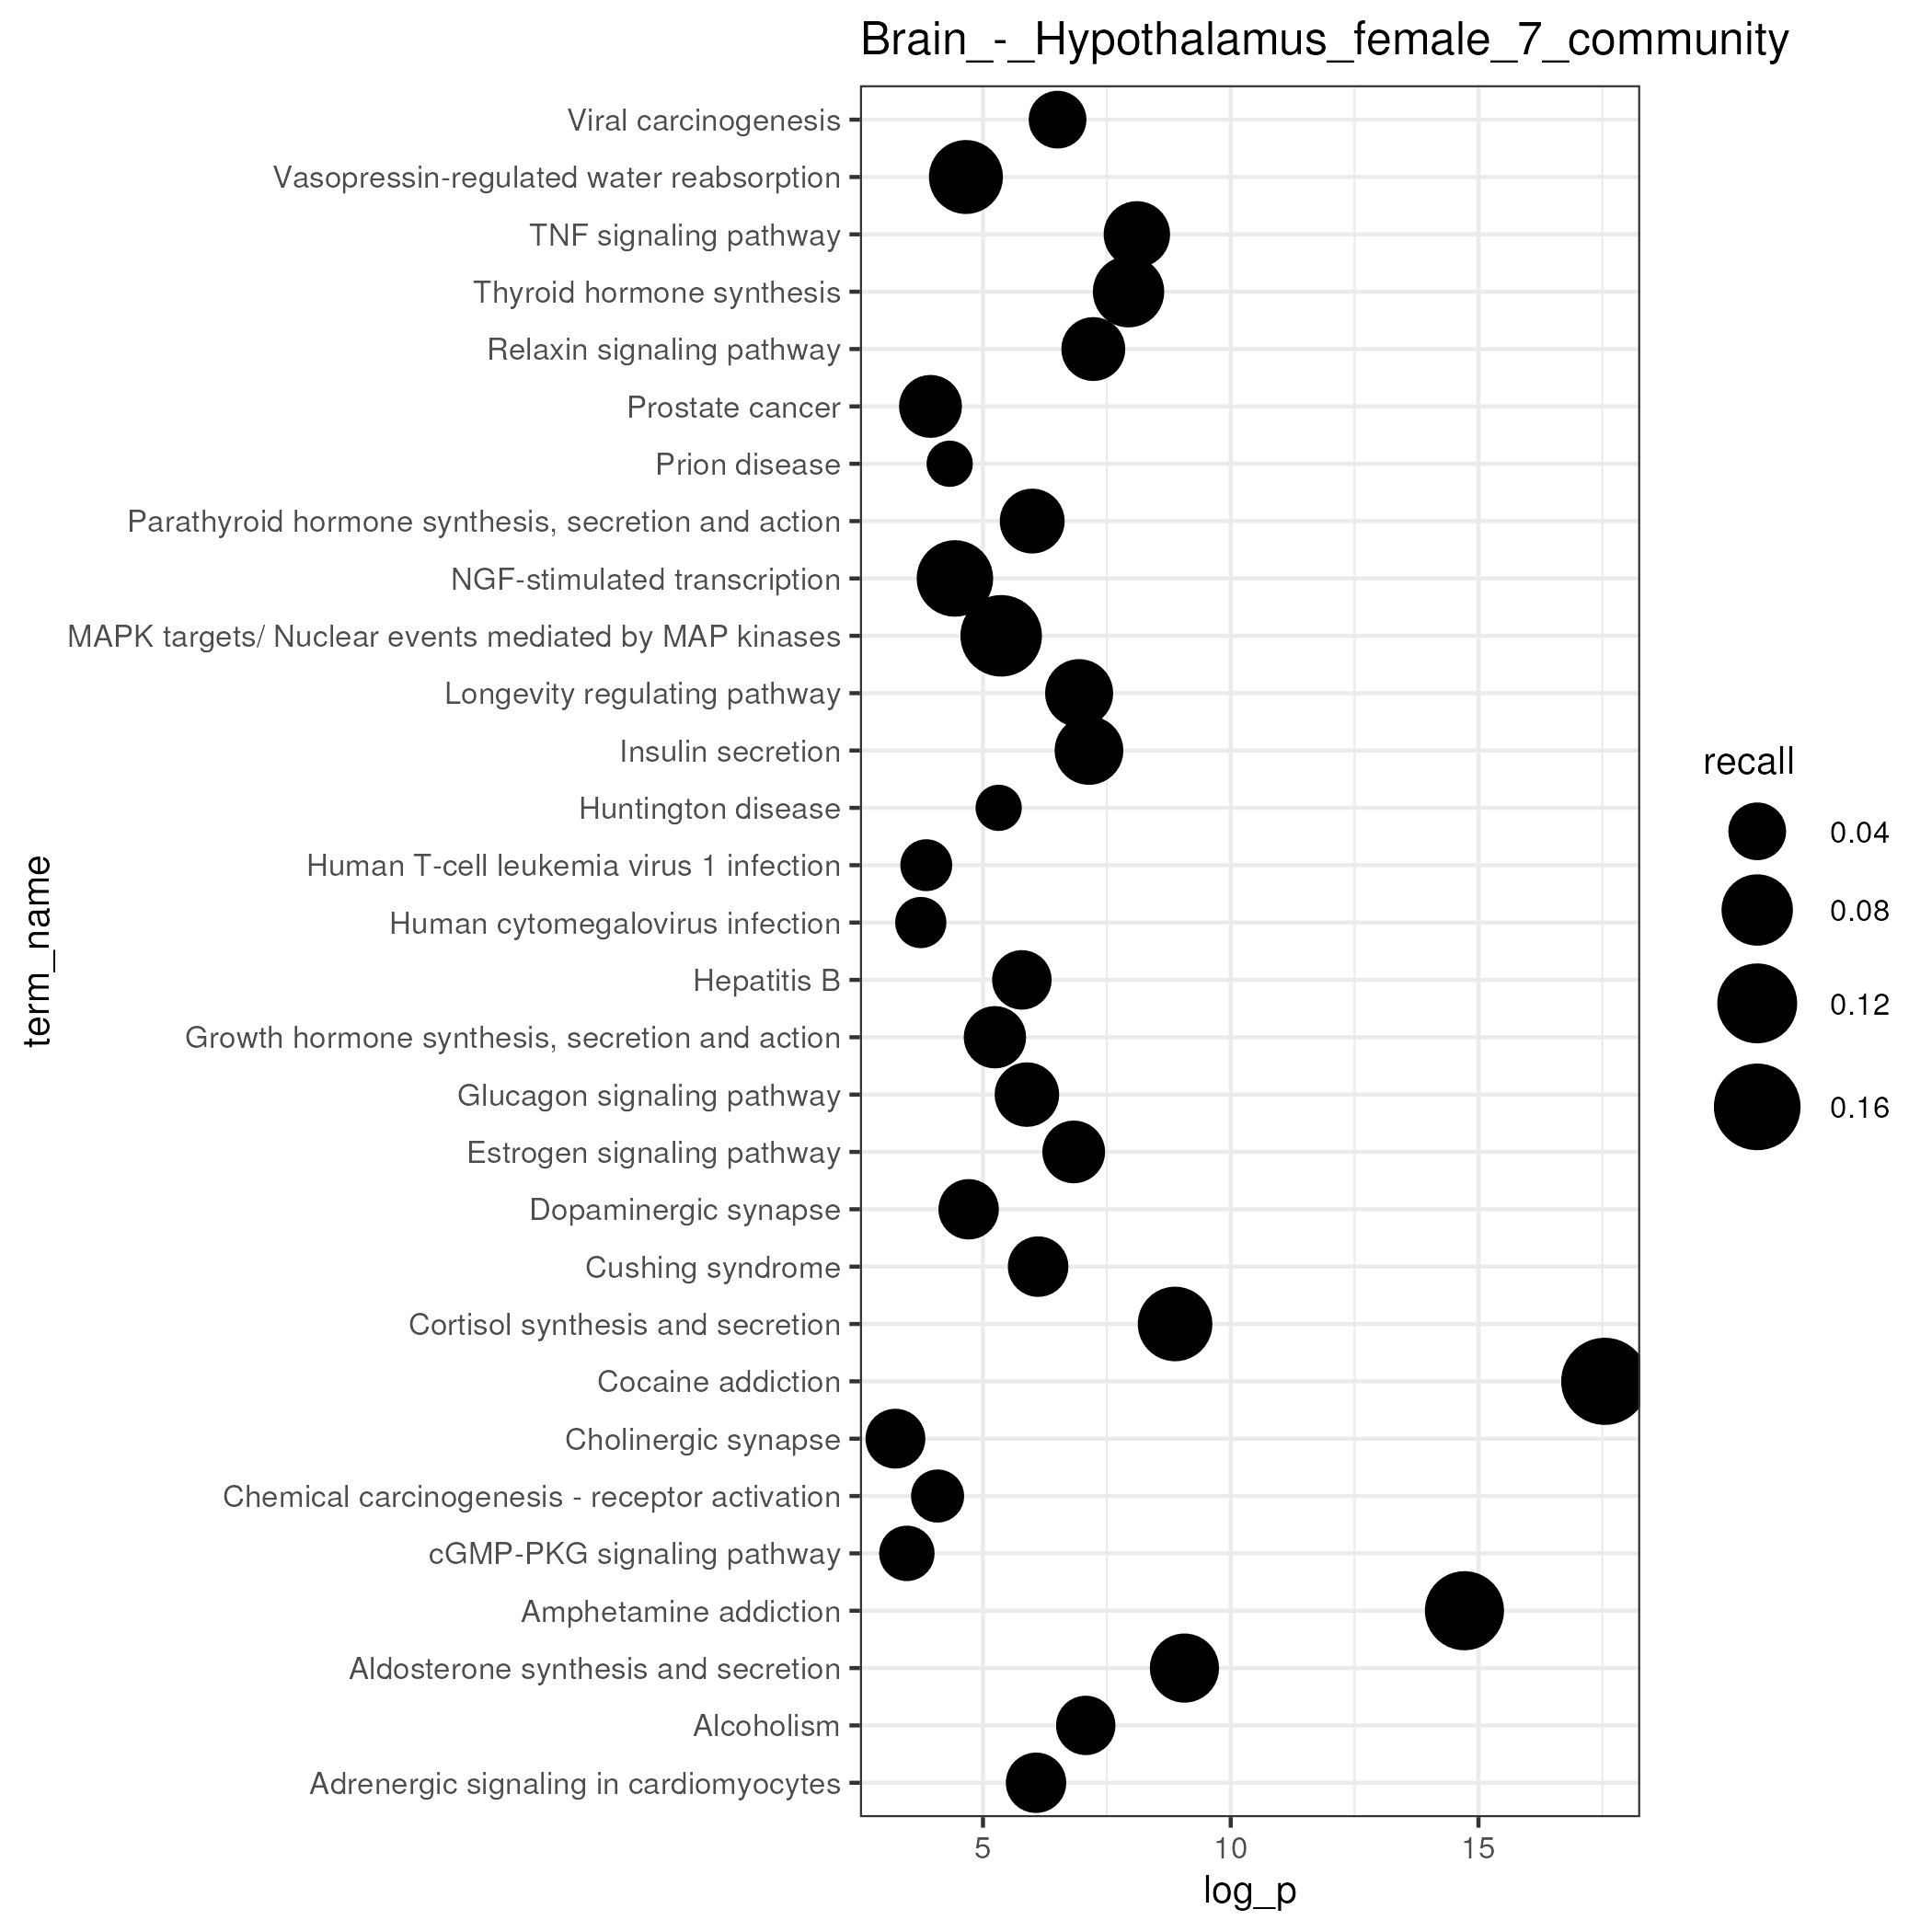 Brain_-_Hypothalamus_female_7_community
Viral carcinogenesis
Vasopressin-regulated water reabsorption
TNF signaling pathway
Thyroid hormone synthesis
Relaxin signaling pathway
Prostate cancer
Prion disease
Parathyroid hormone synthesis, secretion and action
NGF-stimulated transcription
MAPK targets/ Nuclear events mediated by MAP kinases
Longevity regulating pathway
Insulin secretion
Huntington disease
Human T-cell leukemia virus 1 infection
Human cytomegalovirus infection
Hepatitis B
Growth hormone synthesis, secretion and action
Glucagon signaling pathway
Estrogen signaling pathway
Dopaminergic synapse
Cushing syndrome
Cortisol synthesis and secretion
Cocaine addiction
Cholinergic synapse
Chemical carcinogenesis - receptor activation
cGMP-PKG signaling pathway
Amphetamine addiction
Aldosterone synthesis and secretion
Alcoholism
Adrenergic signaling in cardiomyocytes
term_name
5 10 15
log_p
recall
0.04
0.08
0.12
0.16